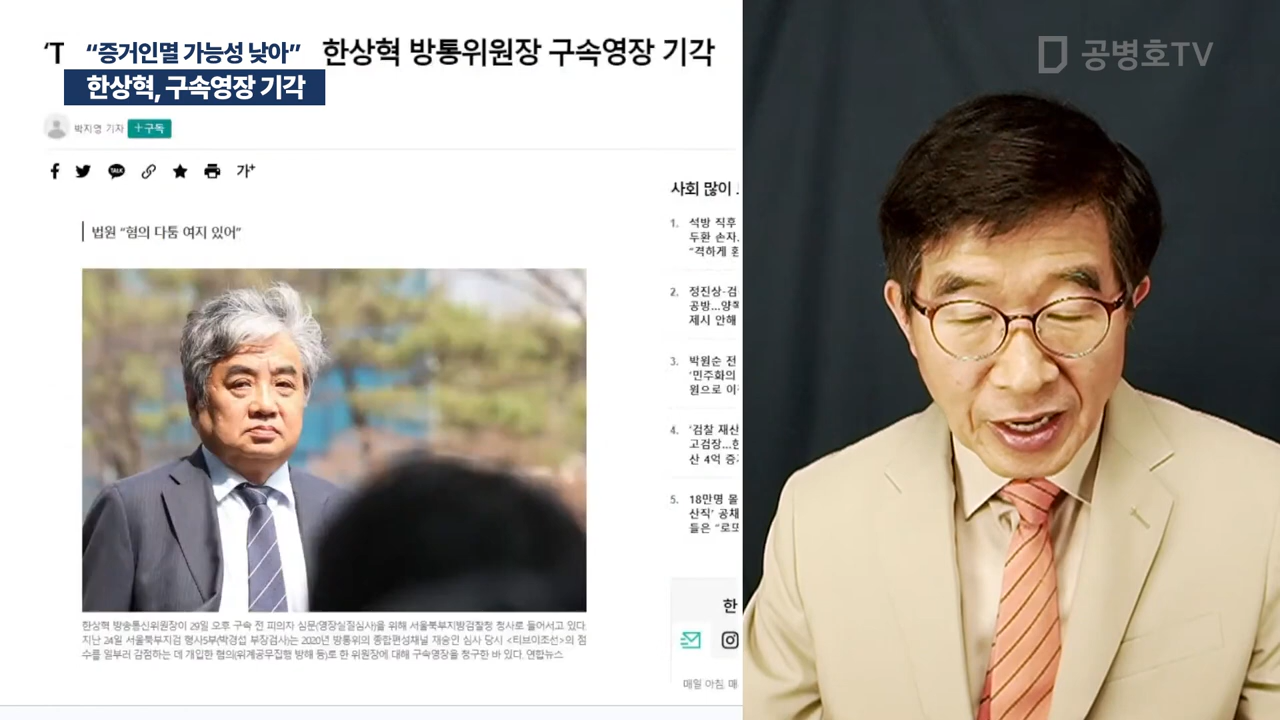 ‘T
“증거인멸 가능성 낮아”
한상혁, 구속영장 기각
한상혁 방통위원장 구속영장 기각
공병호TV
박지영 기자
+구독
TALK
가+
법원 “혐의 다툼 여지 있어”
한상혁 방송통신위원장이 29일 오후 구속 전 피의자 심문(영장실질심사)을 위해 서울북부지방검찰청 청사로 들어서고 있다.
지난 24일 서울북부지검 형사5부(박경섭 부장검사)는 2020년 방통위의 종합편성채널 재승인 심사 당시 <티브이조선>의 점
수를 일부러 감점하는 데 개입한 혐의(위계공무집행 방해 등)로 한 위원장에 대해 구속영장을 청구한 바 있다. 연합뉴스
사회 많이
1. 석방 직후
두환 손자
“격하게 환
2. 정진상-검
공방…양쪽
제시 안해
3. 박원순 전
‘민주화의
원으로 이
4. ‘검찰 재산
고검장…한
산 4억 증
5. 18만명 몰
산직’ 공채
들은 “로또
한
매일 아침, 매